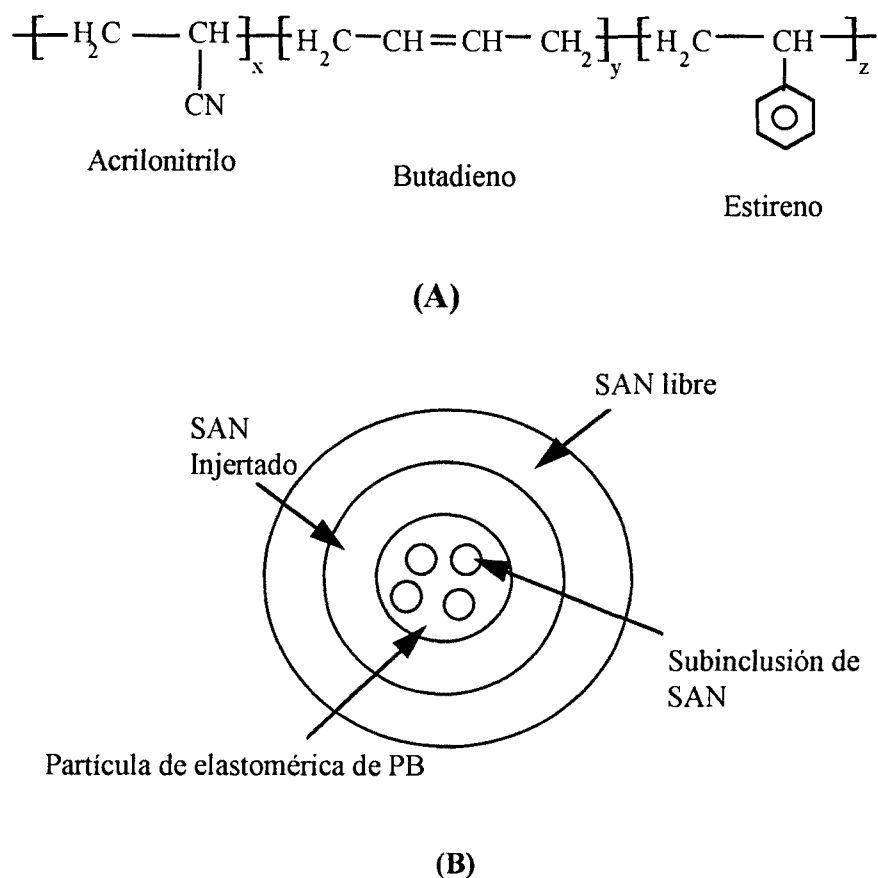 [H2C — CH]x [H2C — CH = CH — CH2]y [H2C — CH]z
CN
Acrilonitrilo
Butadieno
Estireno
(A)
SAN libre
SAN
Injertado
Subinclusión de
SAN
Partícula de elastomérica de PB
(B)